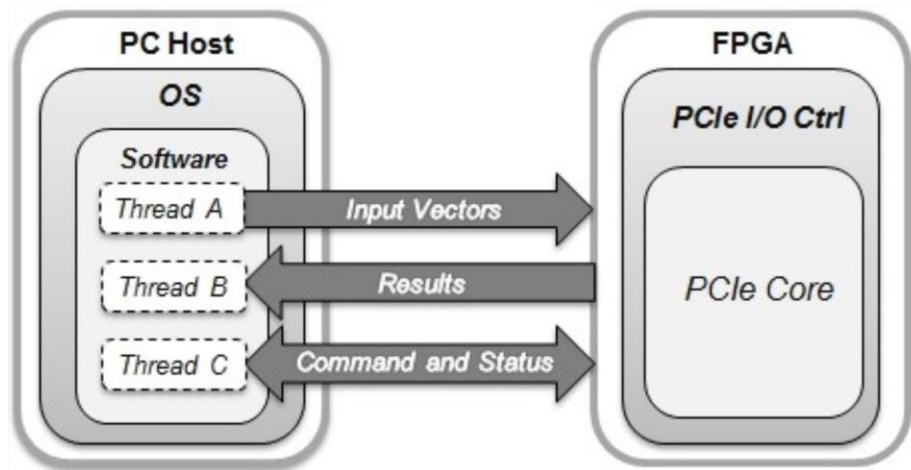 PC Host
OS
Software
Thread A
Thread B
Thread C
Input Vectors
Results
Command and Status
FPGA
PCIe I/O Ctrl
PCIe Core